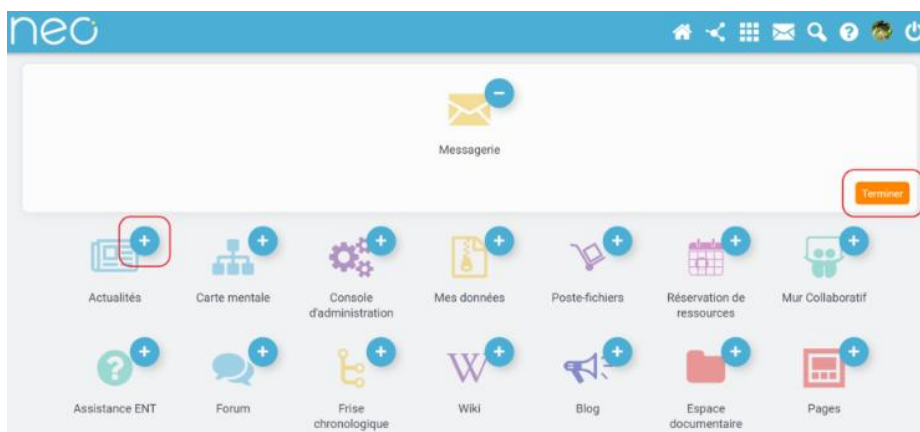 neo
Messagerie
Terminer
Actualités
Carte mentale
Console
d'administration
Mes données
Poste-fichiers
Réservation de
ressources
Mur Collaboratif
Assistance ENT
Forum
Frise
chronologique
Wiki
Blog
Espace
documentaire
Pages